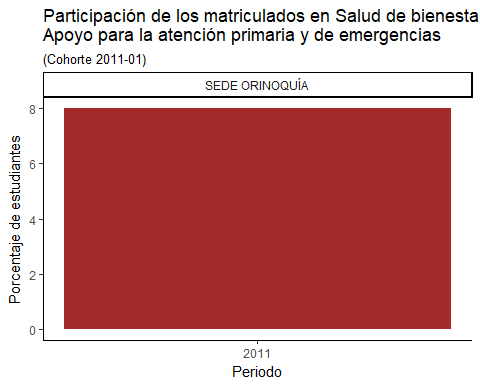 Participación de los matriculados en Salud de bienesta
Apoyo para la atención primaria y de emergencias
(Cohorte 2011-01)
SEDE ORINOQUÍA
Porcentaje de estudiantes
8
6
4
2
0
2011
Periodo